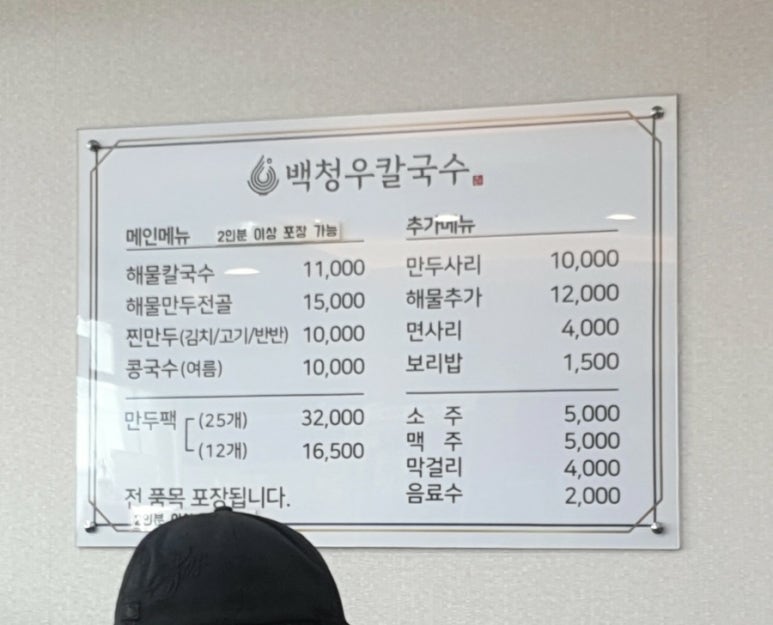 백청우칼국수
메인메뉴 2인분 이상 포장 가능
해물칼국수 11,000
해물만두전골 15,000
찐만두(김치/고기/반반) 10,000
콩국수(여름) 10,000
만두팩 (25개) 32,000
(12개) 16,500
전 품목 포장됩니다.
2인분 이상
추가메뉴
만두사리 10,000
해물추가 12,000
면사리 4,000
보리밥 1,500
소 주 5,000
맥 주 5,000
막걸리 4,000
음료수 2,000